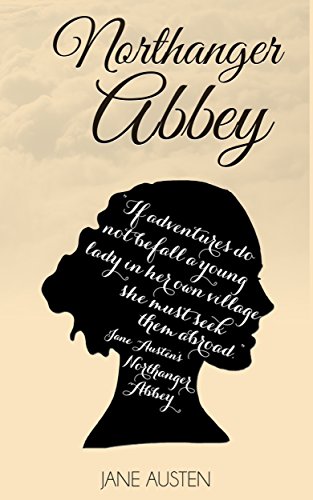 Northanger
Abbey
"If adventures do
not befall a young
lady in her own village,
she must seek
them abroad."
Jane Austen's
Northanger
Abbey
JANE AUSTEN